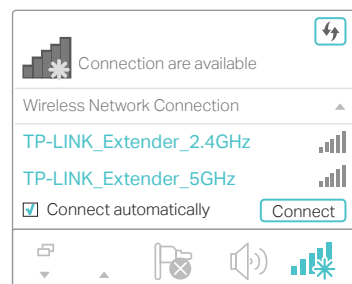 Connection are available
Wireless Network Connection
TP-LINK_Extender_2.4GHz
TP-LINK_Extender_5GHz
Connect automatically
Connect